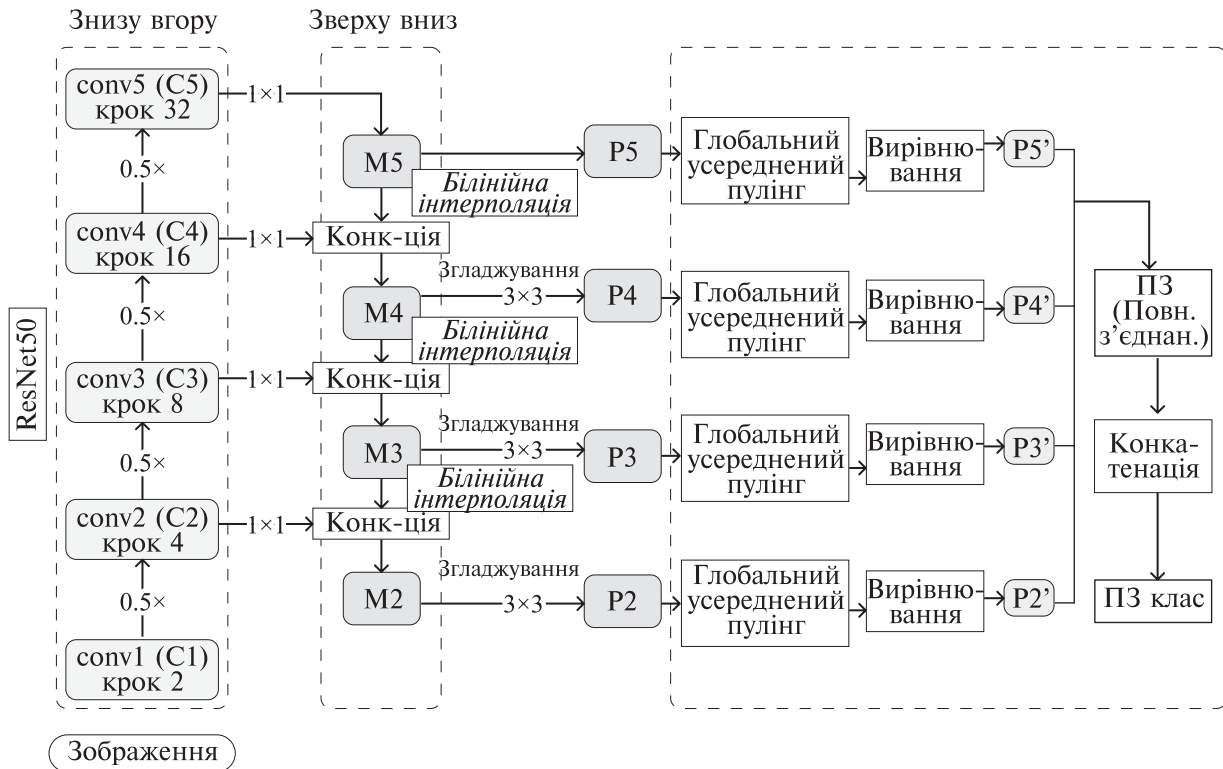 Знизу вгору
Зверху вниз
conv5 (C5)
крок 32
1×1
0.5×
conv4 (C4)
крок 16
1×1
0.5×
conv3 (C3)
крок 8
1×1
0.5×
conv2 (C2)
крок 4
1×1
0.5×
conv1 (C1)
крок 2
ResNet50
Зображення
M5
Білінійна
інтерполяція
Конк-ція
M4
Білінійна
інтерполяція
Конк-ція
M3
Білінійна
інтерполяція
Конк-ція
M2
P5
Глобальний
усереднений
пулінг
Вирівню-
вання
P5’
Згладжування
3×3
P4
Глобальний
усереднений
пулінг
Вирівню-
вання
P4’
Згладжування
3×3
P3
Глобальний
усереднений
пулінг
Вирівню-
вання
P3’
Згладжування
3×3
P2
Глобальний
усереднений
пулінг
Вирівню-
вання
P2’
ПЗ
(Повн.
з’єднан.)
Конка-
тенація
ПЗ клас